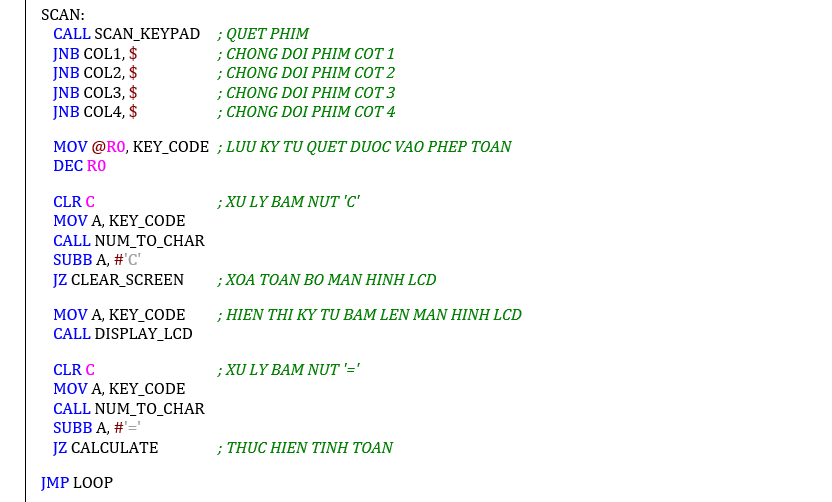 SCAN:
CALL SCAN_KEYPAD ; QUET PHIM
JNB COL1, $ ; CHONG DOI PHIM COT 1
JNB COL2, $ ; CHONG DOI PHIM COT 2
JNB COL3, $ ; CHONG DOI PHIM COT 3
JNB COL4, $ ; CHONG DOI PHIM COT 4
MOV @R0, KEY_CODE ; LUU KY TU QUET DUOC VAO PHEP TOAN
DEC R0
CLR C ; XU LY BAM NUT 'C'
MOV A, KEY_CODE
CALL NUM_TO_CHAR
SUBB A, #'C'
JZ CLEAR_SCREEN ; XOA TOAN BO MAN HINH LCD
MOV A, KEY_CODE ; HIEN THI KY TU BAM LEN MAN HINH LCD
CALL DISPLAY_LCD
CLR C ; XU LY BAM NUT '='
MOV A, KEY_CODE
CALL NUM_TO_CHAR
SUBB A, #'='
JZ CALCULATE ; THUC HIEN TINH TOAN
JMP LOOP